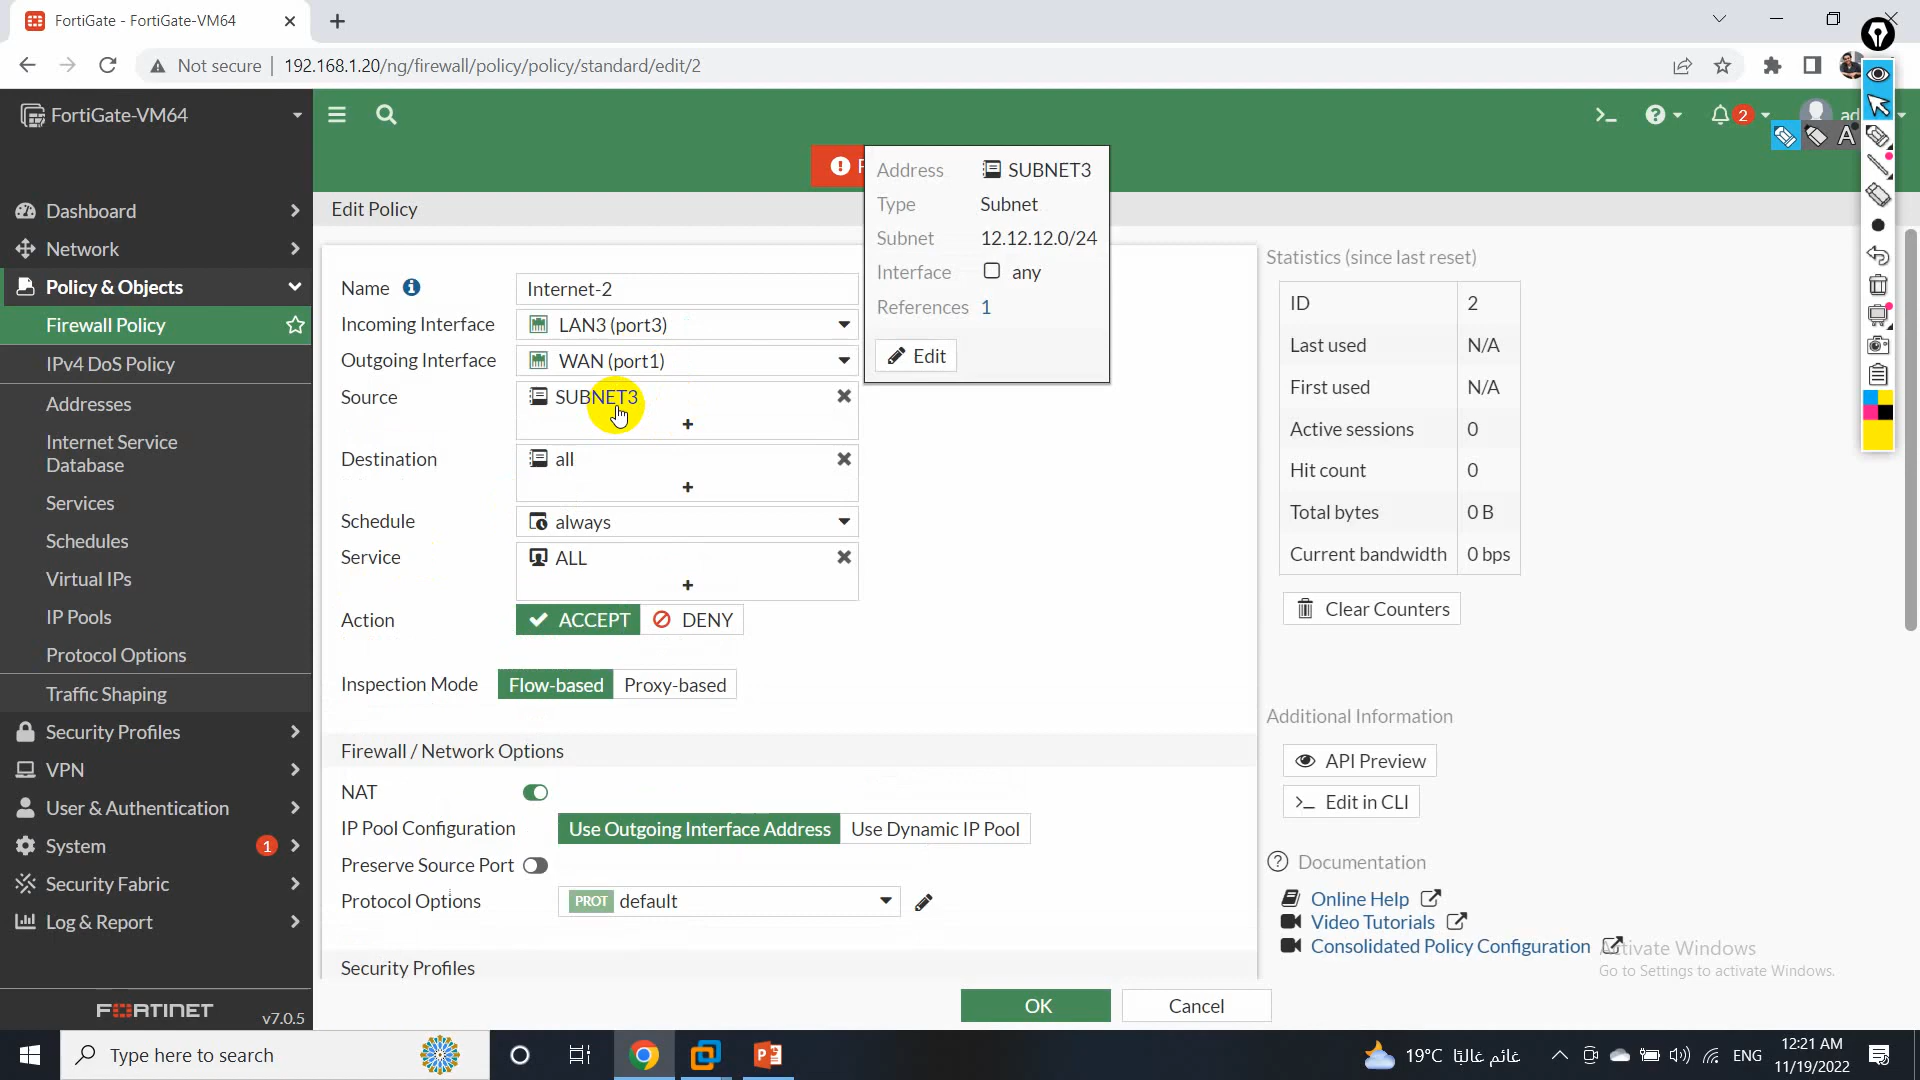 FortiGate - FortiGate-VM64
Not secure
192.168.1.20/ng/firewall/policy/policy/standard/edit/2
FortiGate-VM64
2
ad
Dashboard
Network
Policy & Objects
Firewall Policy
IPv4 DoS Policy
Addresses
Internet Service
Database
Services
Schedules
Virtual IPs
IP Pools
Protocol Options
Traffic Shaping
Security Profiles
VPN
User & Authentication
System
1
Security Fabric
Log & Report
FORTINET
v7.0.5
Edit Policy
Address SUBNET3
Type Subnet
Subnet 12.12.12.0/24
Interface any
References 1
Edit
Name Internet-2
Incoming Interface LAN3 (port3)
Outgoing Interface WAN (port1)
Source SUBNET3
+
Destination all
+
Schedule always
Service ALL
+
Action ACCEPT DENY
Inspection Mode Flow-based Proxy-based
Firewall / Network Options
NAT
IP Pool Configuration Use Outgoing Interface Address Use Dynamic IP Pool
Preserve Source Port
Protocol Options PROT default
Security Profiles
OK Cancel
Statistics (since last reset)
ID 2
Last used N/A
First used N/A
Active sessions 0
Hit count 0
Total bytes 0 B
Current bandwidth 0 bps
Clear Counters
Additional Information
API Preview
>_ Edit in CLI
Documentation
Online Help
Video Tutorials
Consolidated Policy Configuration
Activate Windows
Go to Settings to activate Windows.
A
Type here to search
19°C غائم غالبًا
ENG
12:21 AM
11/19/2022